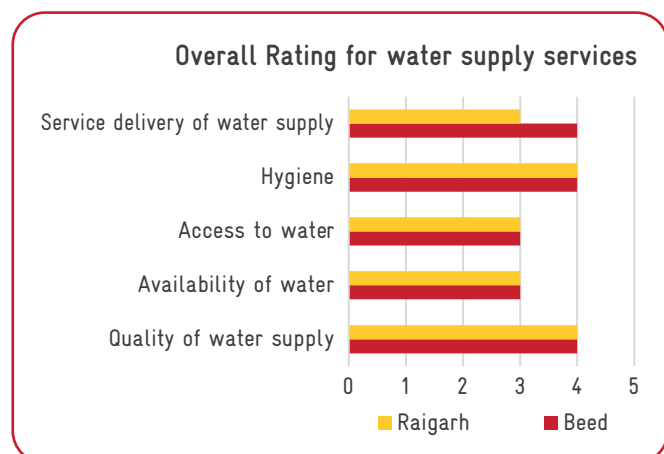 Overall Rating for water supply services
Service delivery of water supply
Hygiene
Access to water
Availability of water
Quality of water supply
0 1 2 3 4 5
Raigarh Beed